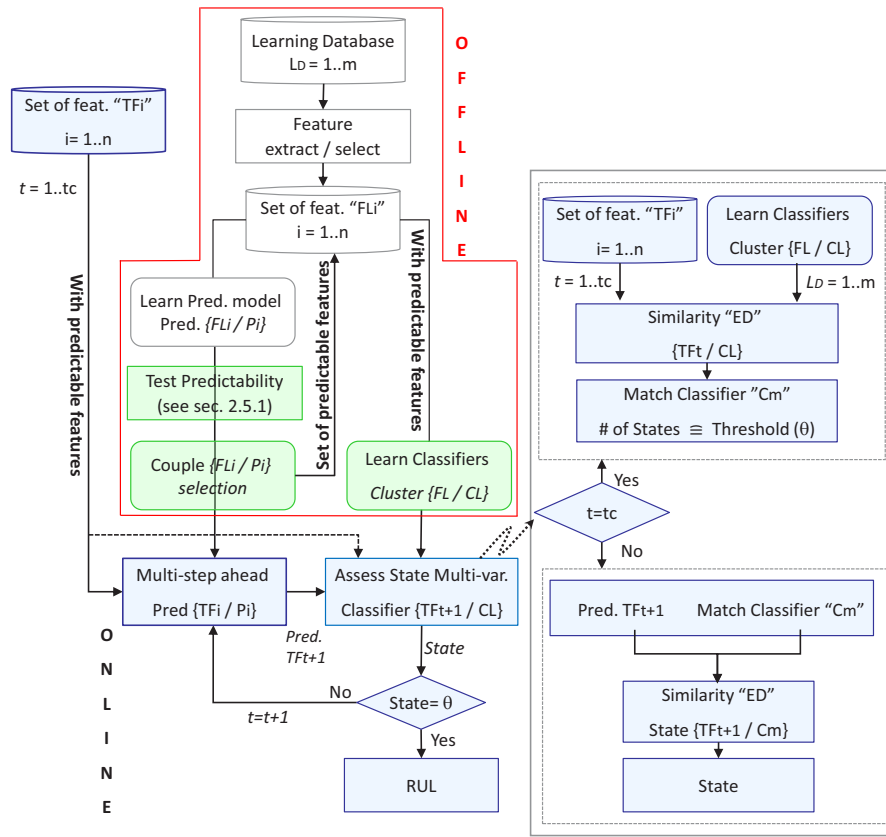 Learning Database
LD = 1..m
O
F
F
L
I
N
E
Set of feat. “TFi”
i= 1..n
Feature
extract / select
t = 1..tc
Set of feat. “FLi”
i = 1..n
With predictable features
Learn Pred. model
Pred. {FLi / Pi}
Set of predictable features
With predictable features
Test Predictability
(see sec. 2.5.1)
Couple {FLi / Pi}
selection
Learn Classifiers
Cluster {FL / CL}
Multi-step ahead
Pred {TFi / Pi}
Assess State Multi-var.
Classifier {TFt+1 / CL}
Pred.
TFt+1
State
O
N
L
I
N
E
No
t=t+1
State= θ
Yes
RUL
Set of feat. “TFi”
i= 1..n
Learn Classifiers
Cluster {FL / CL}
t = 1..tc
LD = 1..m
Similarity “ED”
{TFt / CL}
Match Classifier “Cm”
# of States ≡ Threshold (θ)
Yes
t=tc
No
Pred. TFt+1
Match Classifier “Cm”
Similarity “ED”
State {TFt+1 / Cm}
State